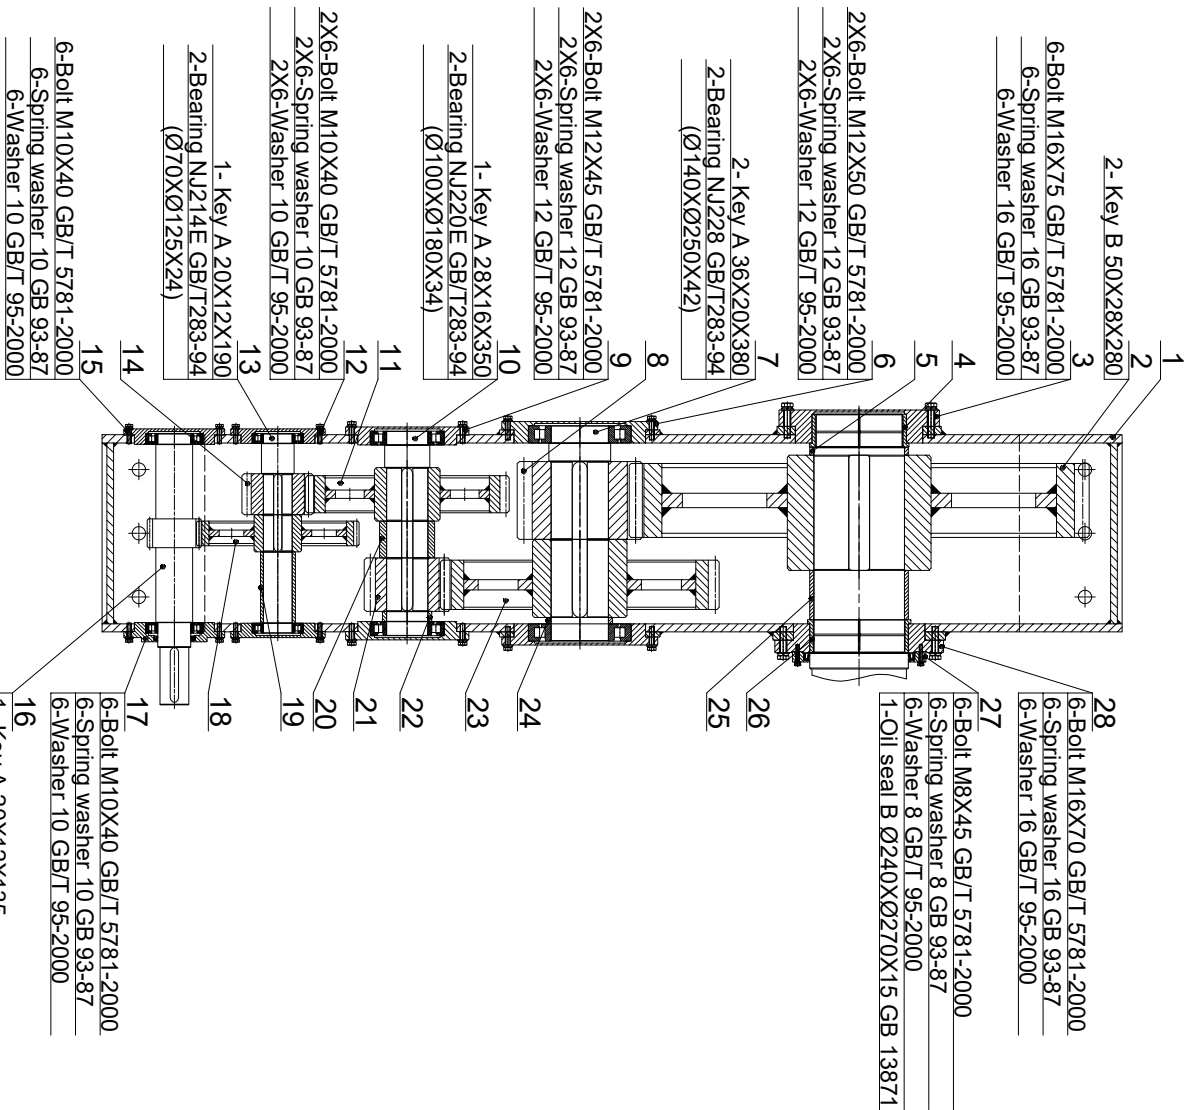 1
2
2- Key B 50X28X280
3
6-Bolt M16X75 GB/T 5781-2000
6-Spring washer 16 GB 93-87
6-Washer 16 GB/T 95-2000
4
5
6
2X6-Bolt M12X50 GB/T 5781-2000
2X6-Spring washer 12 GB 93-87
2X6-Washer 12 GB/T 95-2000
7
2- Key A 36X20X380
2-Bearing NJ228 GB/T283-94
(Ø140XØ250X42)
8
9
2X6-Bolt M12X45 GB/T 5781-2000
2X6-Spring washer 12 GB 93-87
2X6-Washer 12 GB/T 95-2000
10
1- Key A 28X16X350
2-Bearing NJ220E GB/T283-94
(Ø100XØ180X34)
11
12
2X6-Bolt M10X40 GB/T 5781-2000
2X6-Spring washer 10 GB 93-87
2X6-Washer 10 GB/T 95-2000
13
1- Key A 20X12X190
2-Bearing NJ214E GB/T283-94
(Ø70XØ125X24)
14
15
6-Bolt M10X40 GB/T 5781-2000
6-Spring washer 10 GB 93-87
6-Washer 10 GB/T 95-2000
28
6-Bolt M16X70 GB/T 5781-2000
6-Spring washer 16 GB 93-87
6-Washer 16 GB/T 95-2000
27
6-Bolt M8X45 GB/T 5781-2000
6-Spring washer 8 GB 93-87
6-Washer 8 GB/T 95-2000
1-Oil seal B Ø240XØ270X15 GB 13871
26
25
24
23
22
21
20
19
18
17
6-Bolt M10X40 GB/T 5781-2000
6-Spring washer 10 GB 93-87
6-Washer 10 GB/T 95-2000
16